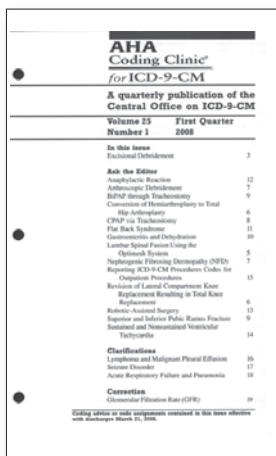 AHA
Coding Clinic®
for ICD-9-CM
A quarterly publication of the
Central Office on ICD-9-CM
Volume 25 First Quarter
Number 1 2008
In this issue
Excisional Debridement 3
Ask the Editor
Anaphylactic Reaction 12
Arthroscopic Debridement 7
BiPAP through Tracheostomy 9
Conversion of Hemiarthroplasty to Total
Hip Arthroplasty 6
CPAP via Tracheostomy 8
Flat Back Syndrome 11
Gastroenteritis and Dehydration 10
Lumbar Spinal Fusion Using the
Optimesh System 5
Nephrogenic Fibrosing Dermopathy (NFD) 7
Reporting ICD-9-CM Procedures Codes for
Outpatient Procedures 15
Revision of Lateral Compartment Knee
Replacement Resulting in Total Knee
Replacement 6
Robotic-Assisted Surgery 13
Superior and Inferior Pubic Ramus Fracture 9
Sustained and Nonsustained Ventricular
Tachycardia 14
Clarifications
Lymphoma and Malignant Pleural Effusion 16
Seizure Disorder 17
Acute Respiratory Failure and Pneumonia 18
Correction
Glomerular Filtration Rate (GFR) 19
Coding advice or code assignments contained in this issue effective
with discharges March 31, 2008.